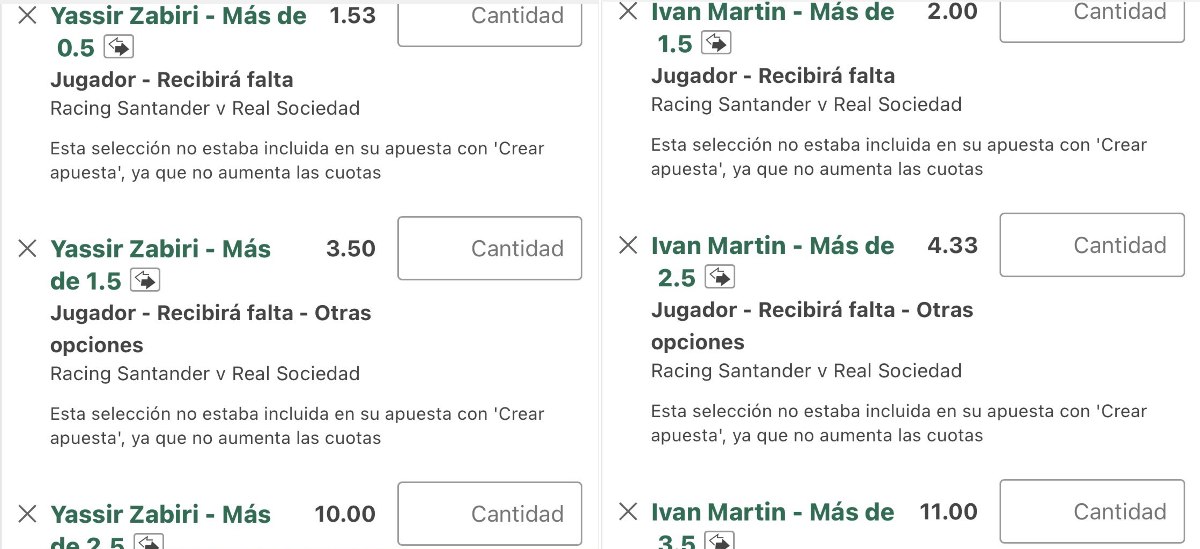 Yassir Zabiri - Más de 1.53 Cantidad
0.5
Jugador - Recibirá falta
Racing Santander v Real Sociedad
Esta selección no estaba incluida en su apuesta con 'Crear
apuesta', ya que no aumenta las cuotas
Yassir Zabiri - Más 3.50 Cantidad
de 1.5
Jugador - Recibirá falta - Otras
opciones
Racing Santander v Real Sociedad
Esta selección no estaba incluida en su apuesta con 'Crear
apuesta', ya que no aumenta las cuotas
Yassir Zabiri - Más 10.00 Cantidad
de 2.5
Ivan Martin - Más de 2.00 Cantidad
1.5
Jugador - Recibirá falta
Racing Santander v Real Sociedad
Esta selección no estaba incluida en su apuesta con 'Crear
apuesta', ya que no aumenta las cuotas
Ivan Martin - Más de 4.33 Cantidad
2.5
Jugador - Recibirá falta - Otras
opciones
Racing Santander v Real Sociedad
Esta selección no estaba incluida en su apuesta con 'Crear
apuesta', ya que no aumenta las cuotas
Ivan Martin - Más de 11.00 Cantidad
3.5